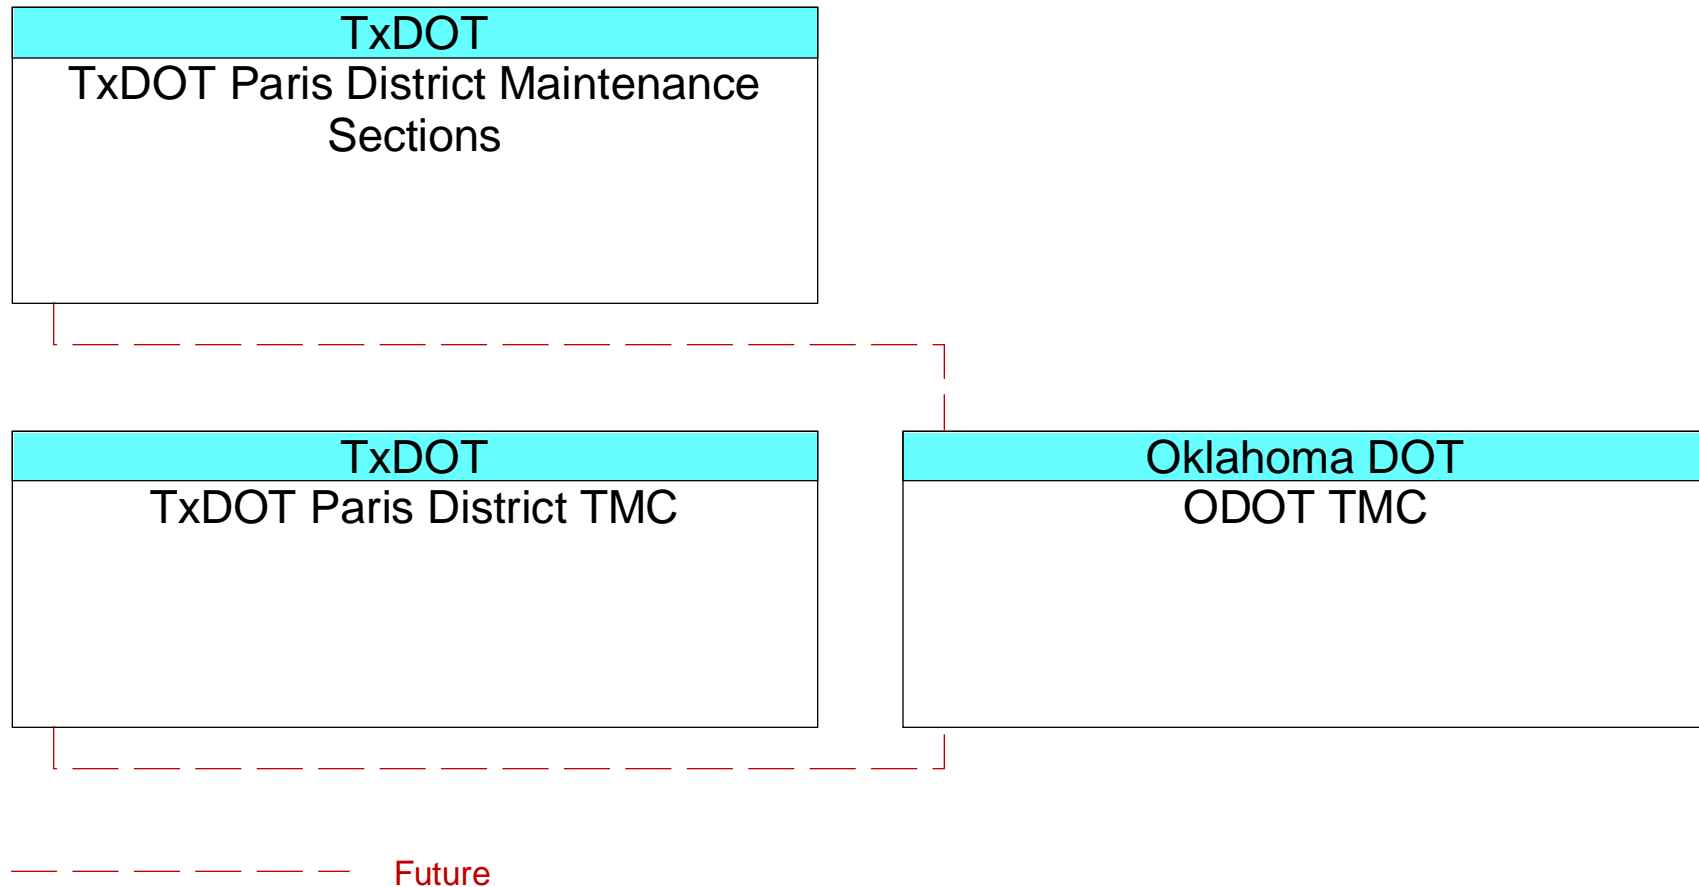 TxDOT
TxDOT Paris District Maintenance
Sections
TxDOT
TxDOT Paris District TMC
Oklahoma DOT
ODOT TMC
Future